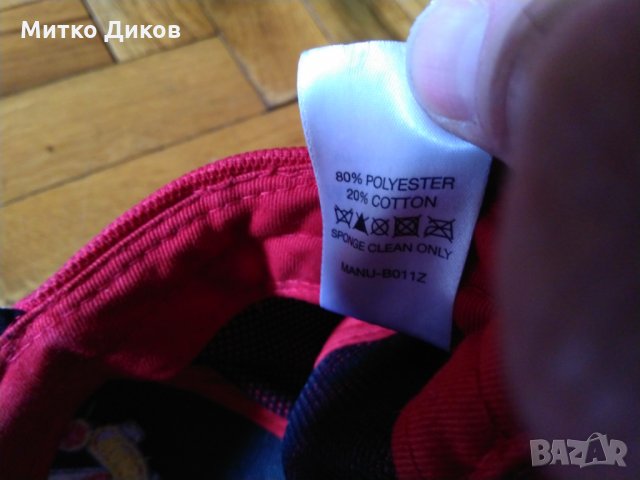 Митко Диков
80% POLYESTER
20% COTTON
SPONGE CLEAN ONLY
MANU-B011Z
BAZAR